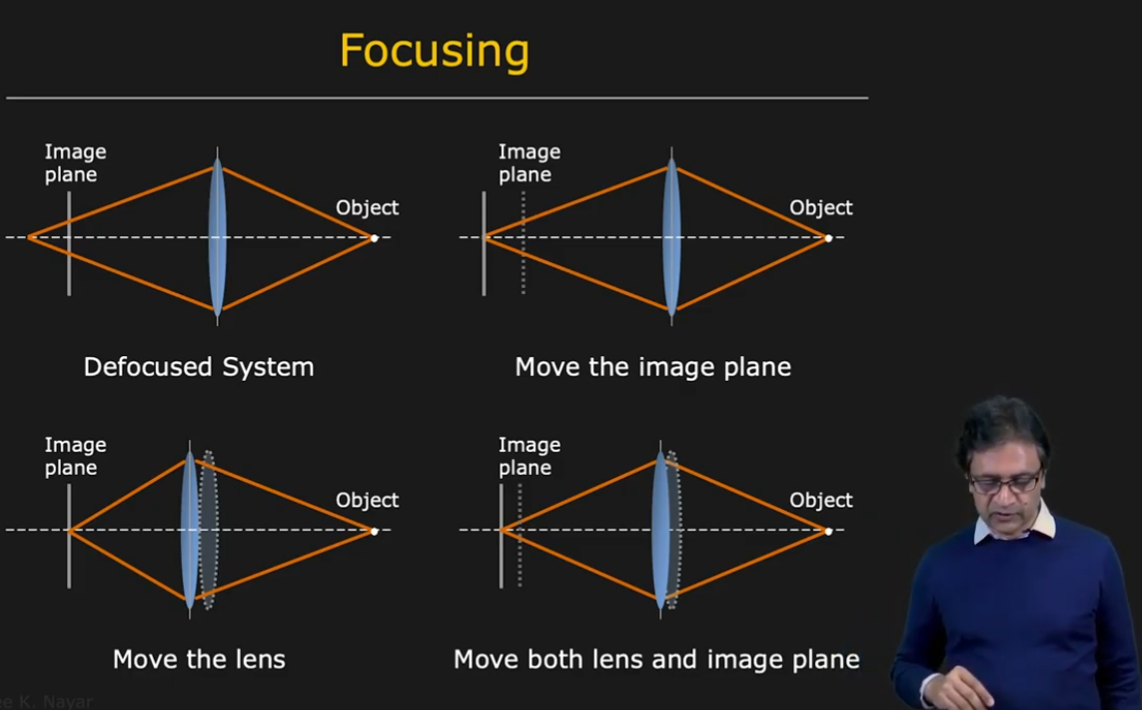 Focusing
Image
plane
Object
Defocused System
Image
plane
Object
Move the image plane
Image
plane
Object
Move the lens
Image
plane
Object
Move both lens and image plane
ee K. Nayar